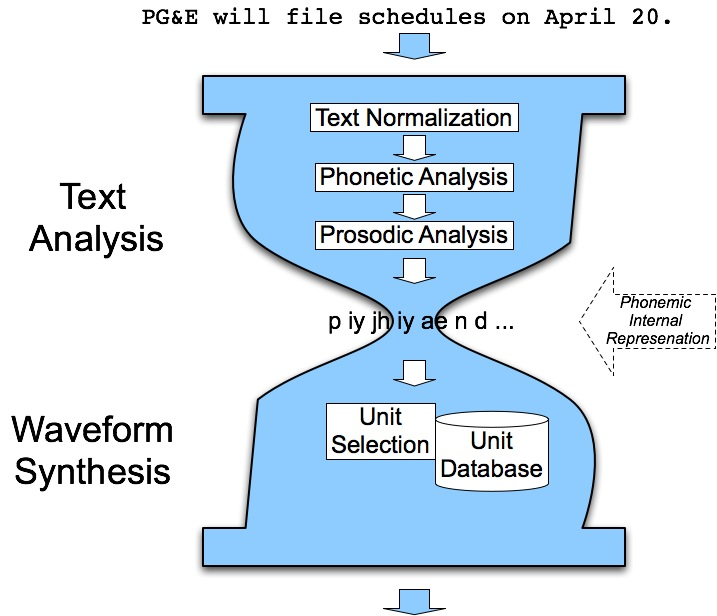 PG&E will file schedules on April 20.
Text Normalization
Phonetic Analysis
Text
Analysis
Prosodic Analysis
p iy jh iy ae n d ...
Phonemic
Internal
Represenation
Waveform
Synthesis
Unit
Selection
Unit
Database